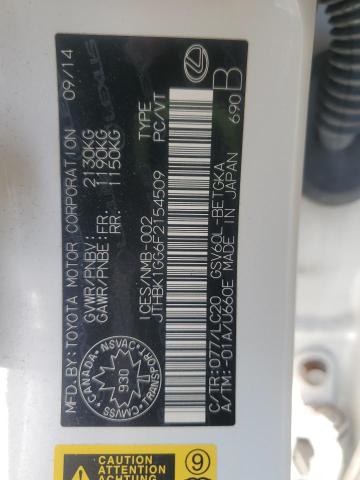 MFD.BY:TOYOTA MOTOR CORPORATION 09/14
GVWR/PNBV: 2130KG
GAWR/PNBE:FR: 1190KG
RR: 1150KG
LEXUS
CANADA
NSVAC
930
TRANSPORT
CMVSS
ICES/NMB-002
JTHBK1GG6F2154509
TYPE:
PC/VT
C/TR:077/LC20 GSV60L-BETGKA
A/TM:-01A/U660E MADE IN JAPAN
690
B
CAUTION
ATTENTION
ACHTUNG
9